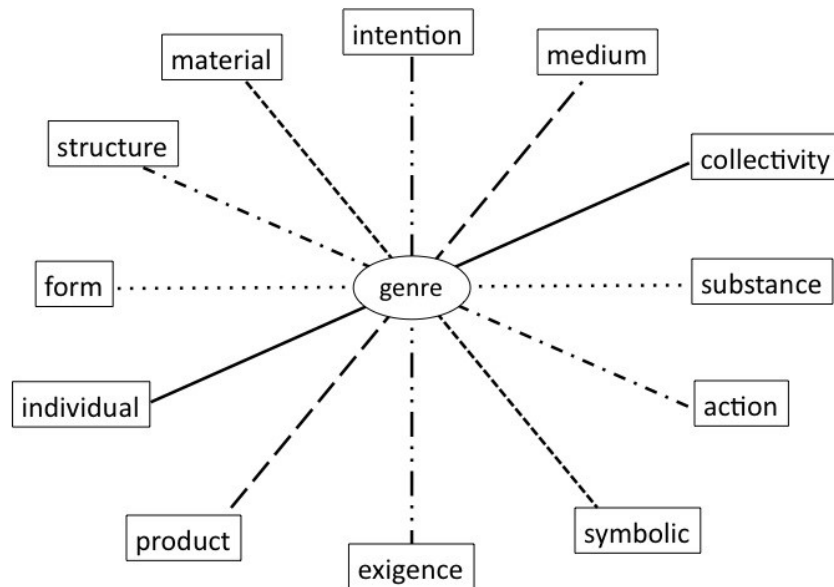 intention
material
medium
structure
collectivity
form
genre
substance
individual
action
product
symbolic
exigence